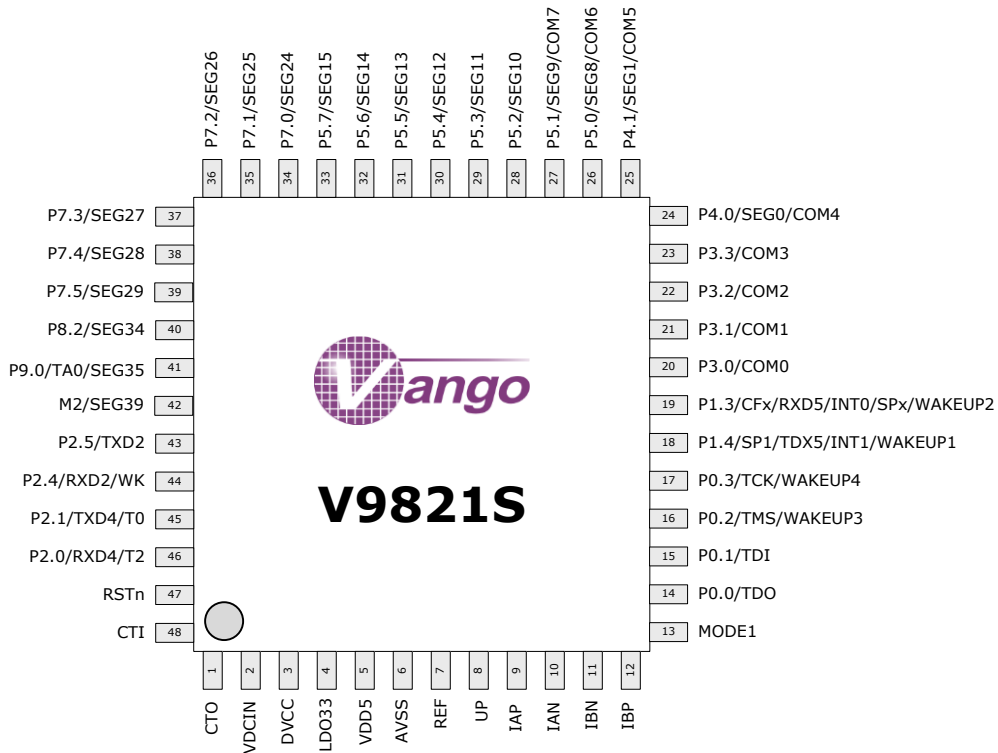 P7.2/SEG26
P7.1/SEG25
P7.0/SEG24
P5.7/SEG15
P5.6/SEG14
P5.5/SEG13
P5.4/SEG12
P5.3/SEG11
P5.2/SEG10
P5.1/SEG9/COM7
P5.0/SEG8/COM6
P4.1/SEG1/COM5
36 35 34 33 32 31 30 29 28 27 26 25
P7.3/SEG27 37
P7.4/SEG28 38
P7.5/SEG29 39
P8.2/SEG34 40
P9.0/TA0/SEG35 41
M2/SEG39 42
P2.5/TXD2 43
P2.4/RXD2/WK 44
P2.1/TXD4/T0 45
P2.0/RXD4/T2 46
RSTn 47
CTI 48
Vango
V9821S
24 P4.0/SEG0/COM4
23 P3.3/COM3
22 P3.2/COM2
21 P3.1/COM1
20 P3.0/COM0
19 P1.3/CFx/RXD5/INT0/SPx/WAKEUP2
18 P1.4/SP1/TDX5/INT1/WAKEUP1
17 P0.3/TCK/WAKEUP4
16 P0.2/TMS/WAKEUP3
15 P0.1/TDI
14 P0.0/TDO
13 MODE1
1 2 3 4 5 6 7 8 9 10 11 12
CTO
VDCIN
DVCC
LDO33
VDD5
AVSS
REF
UP
IAP
IAN
IBN
IBP